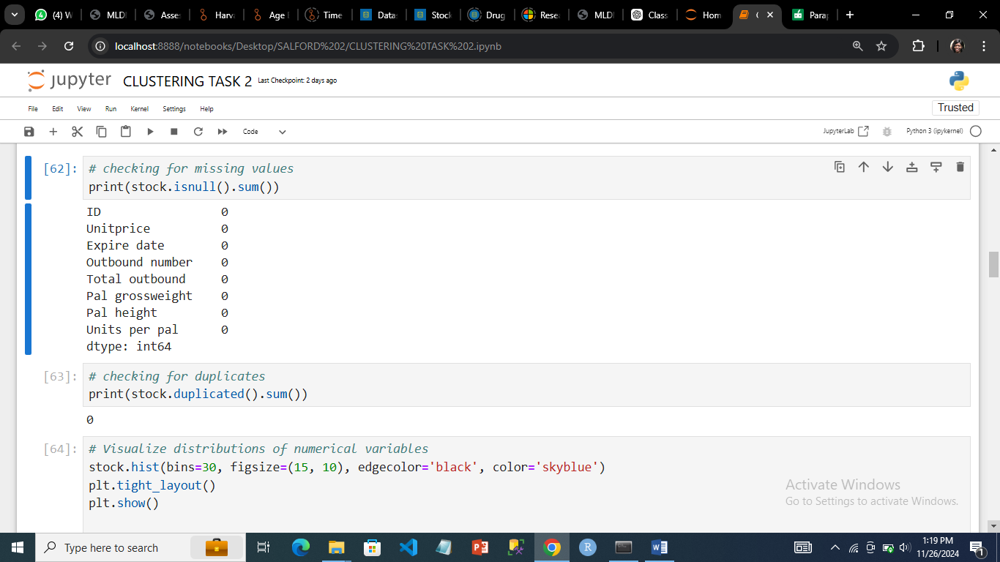 (4) W
MLDI
Asse
Harva
Age I
Time
Data
Stock
Drug
Rese
MLDI
Class
Hom
Parap
localhost:8888/notebooks/Desktop/SALFORD%202/CLUSTERING%20TASK%202.ipynb
jupyter CLUSTERING TASK 2 Last Checkpoint: 2 days ago
File Edit View Run Kernel Settings Help Trusted
Code JupyterLab Python 3 (ipykernel)
[62]: # checking for missing values
print(stock.isnull().sum())
ID 0
Unitprice 0
Expire date 0
Outbound number 0
Total outbound 0
Pal grossweight 0
Pal height 0
Units per pal 0
dtype: int64
[63]: # checking for duplicates
print(stock.duplicated().sum())
0
[64]: # Visualize distributions of numerical variables
stock.hist(bins=30, figsize=(15, 10), edgecolor='black', color='skyblue')
plt.tight_layout()
plt.show()
Activate Windows
Go to Settings to activate Windows.
Type here to search
1:19 PM
11/26/2024
1